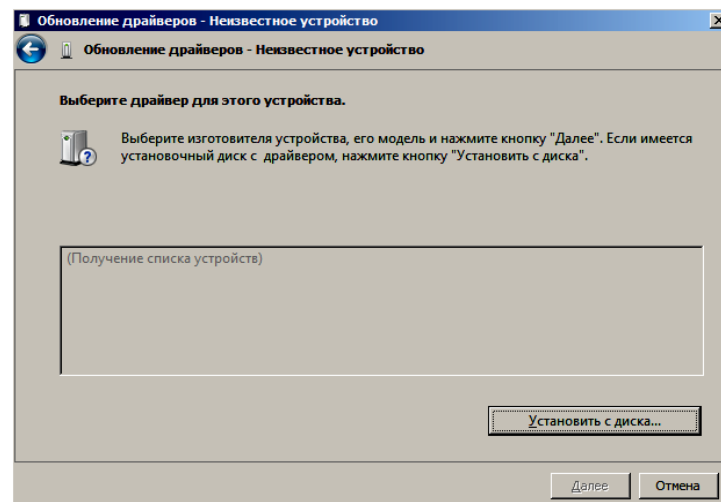 Обновление драйверов - Неизвестное устройство
Обновление драйверов - Неизвестное устройство
Выберите драйвер для этого устройства.
Выберите изготовителя устройства, его модель и нажмите кнопку "Далее". Если имеется
установочный диск с драйвером, нажмите кнопку "Установить с диска".
(Получение списка устройств)
Установить с диска...
Далее
Отмена